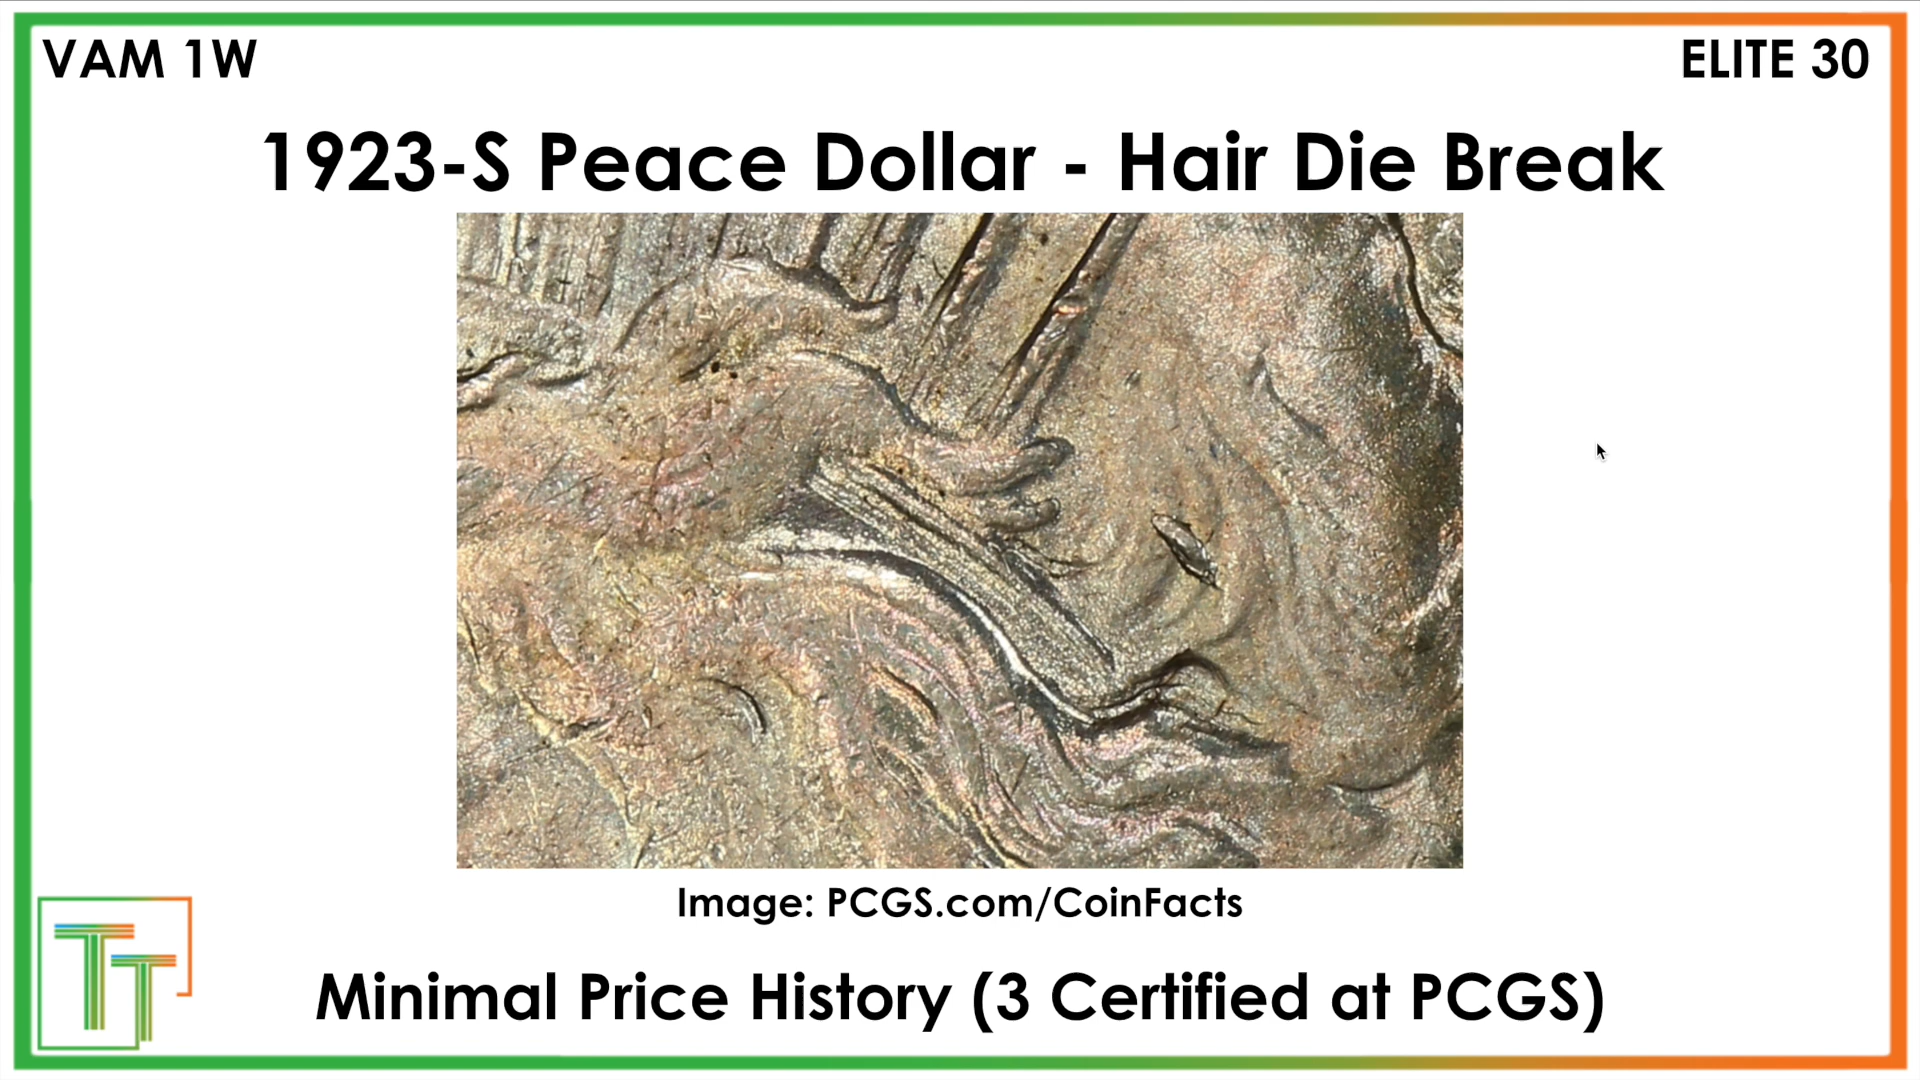 VAM 1W
ELITE 30
1923-S Peace Dollar - Hair Die Break
Image: PCGS.com/CoinFacts
TT
Minimal Price History (3 Certified at PCGS)